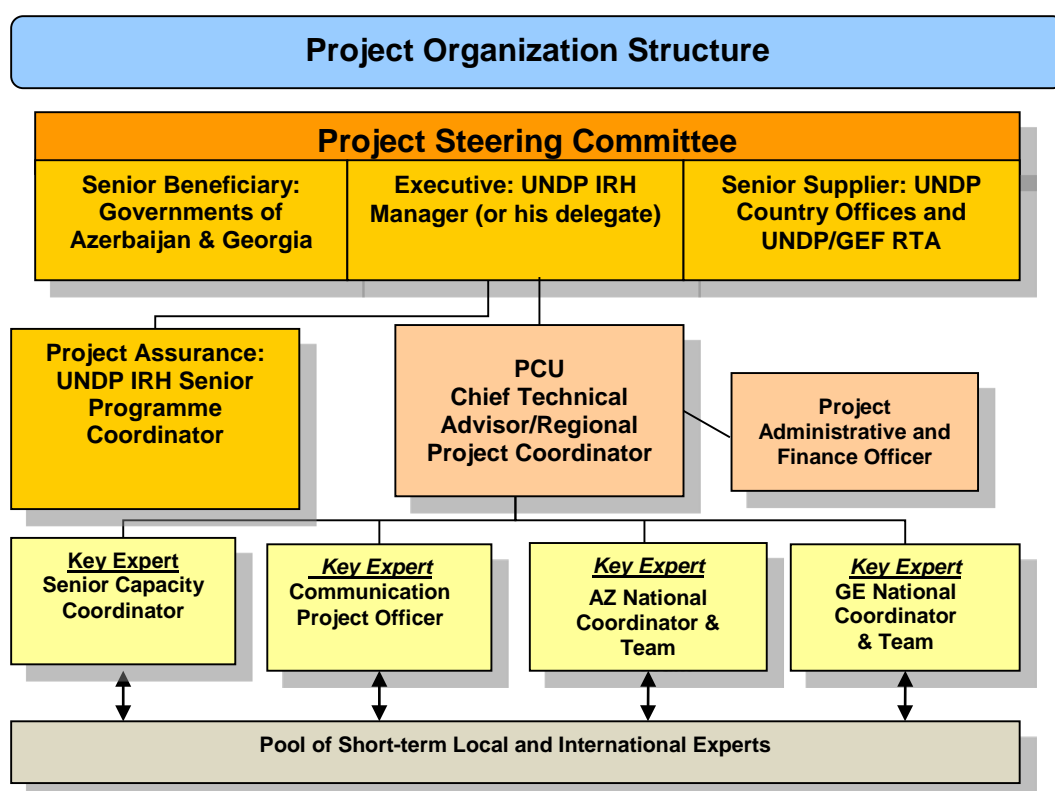 Project Organization Structure
Project Steering Committee
Senior Beneficiary:
Governments of
Azerbaijan & Georgia
Executive: UNDP IRH
Manager (or his delegate)
Senior Supplier: UNDP
Country Offices and
UNDP/GEF RTA
Project Assurance:
UNDP IRH Senior
Programme
Coordinator
PCU
Chief Technical
Advisor/Regional
Project Coordinator
Project
Administrative and
Finance Officer
Key Expert
Senior Capacity
Coordinator
Key Expert
Communication
Project Officer
Key Expert
AZ National
Coordinator &
Team
Key Expert
GE National
Coordinator
& Team
Pool of Short-term Local and International Experts